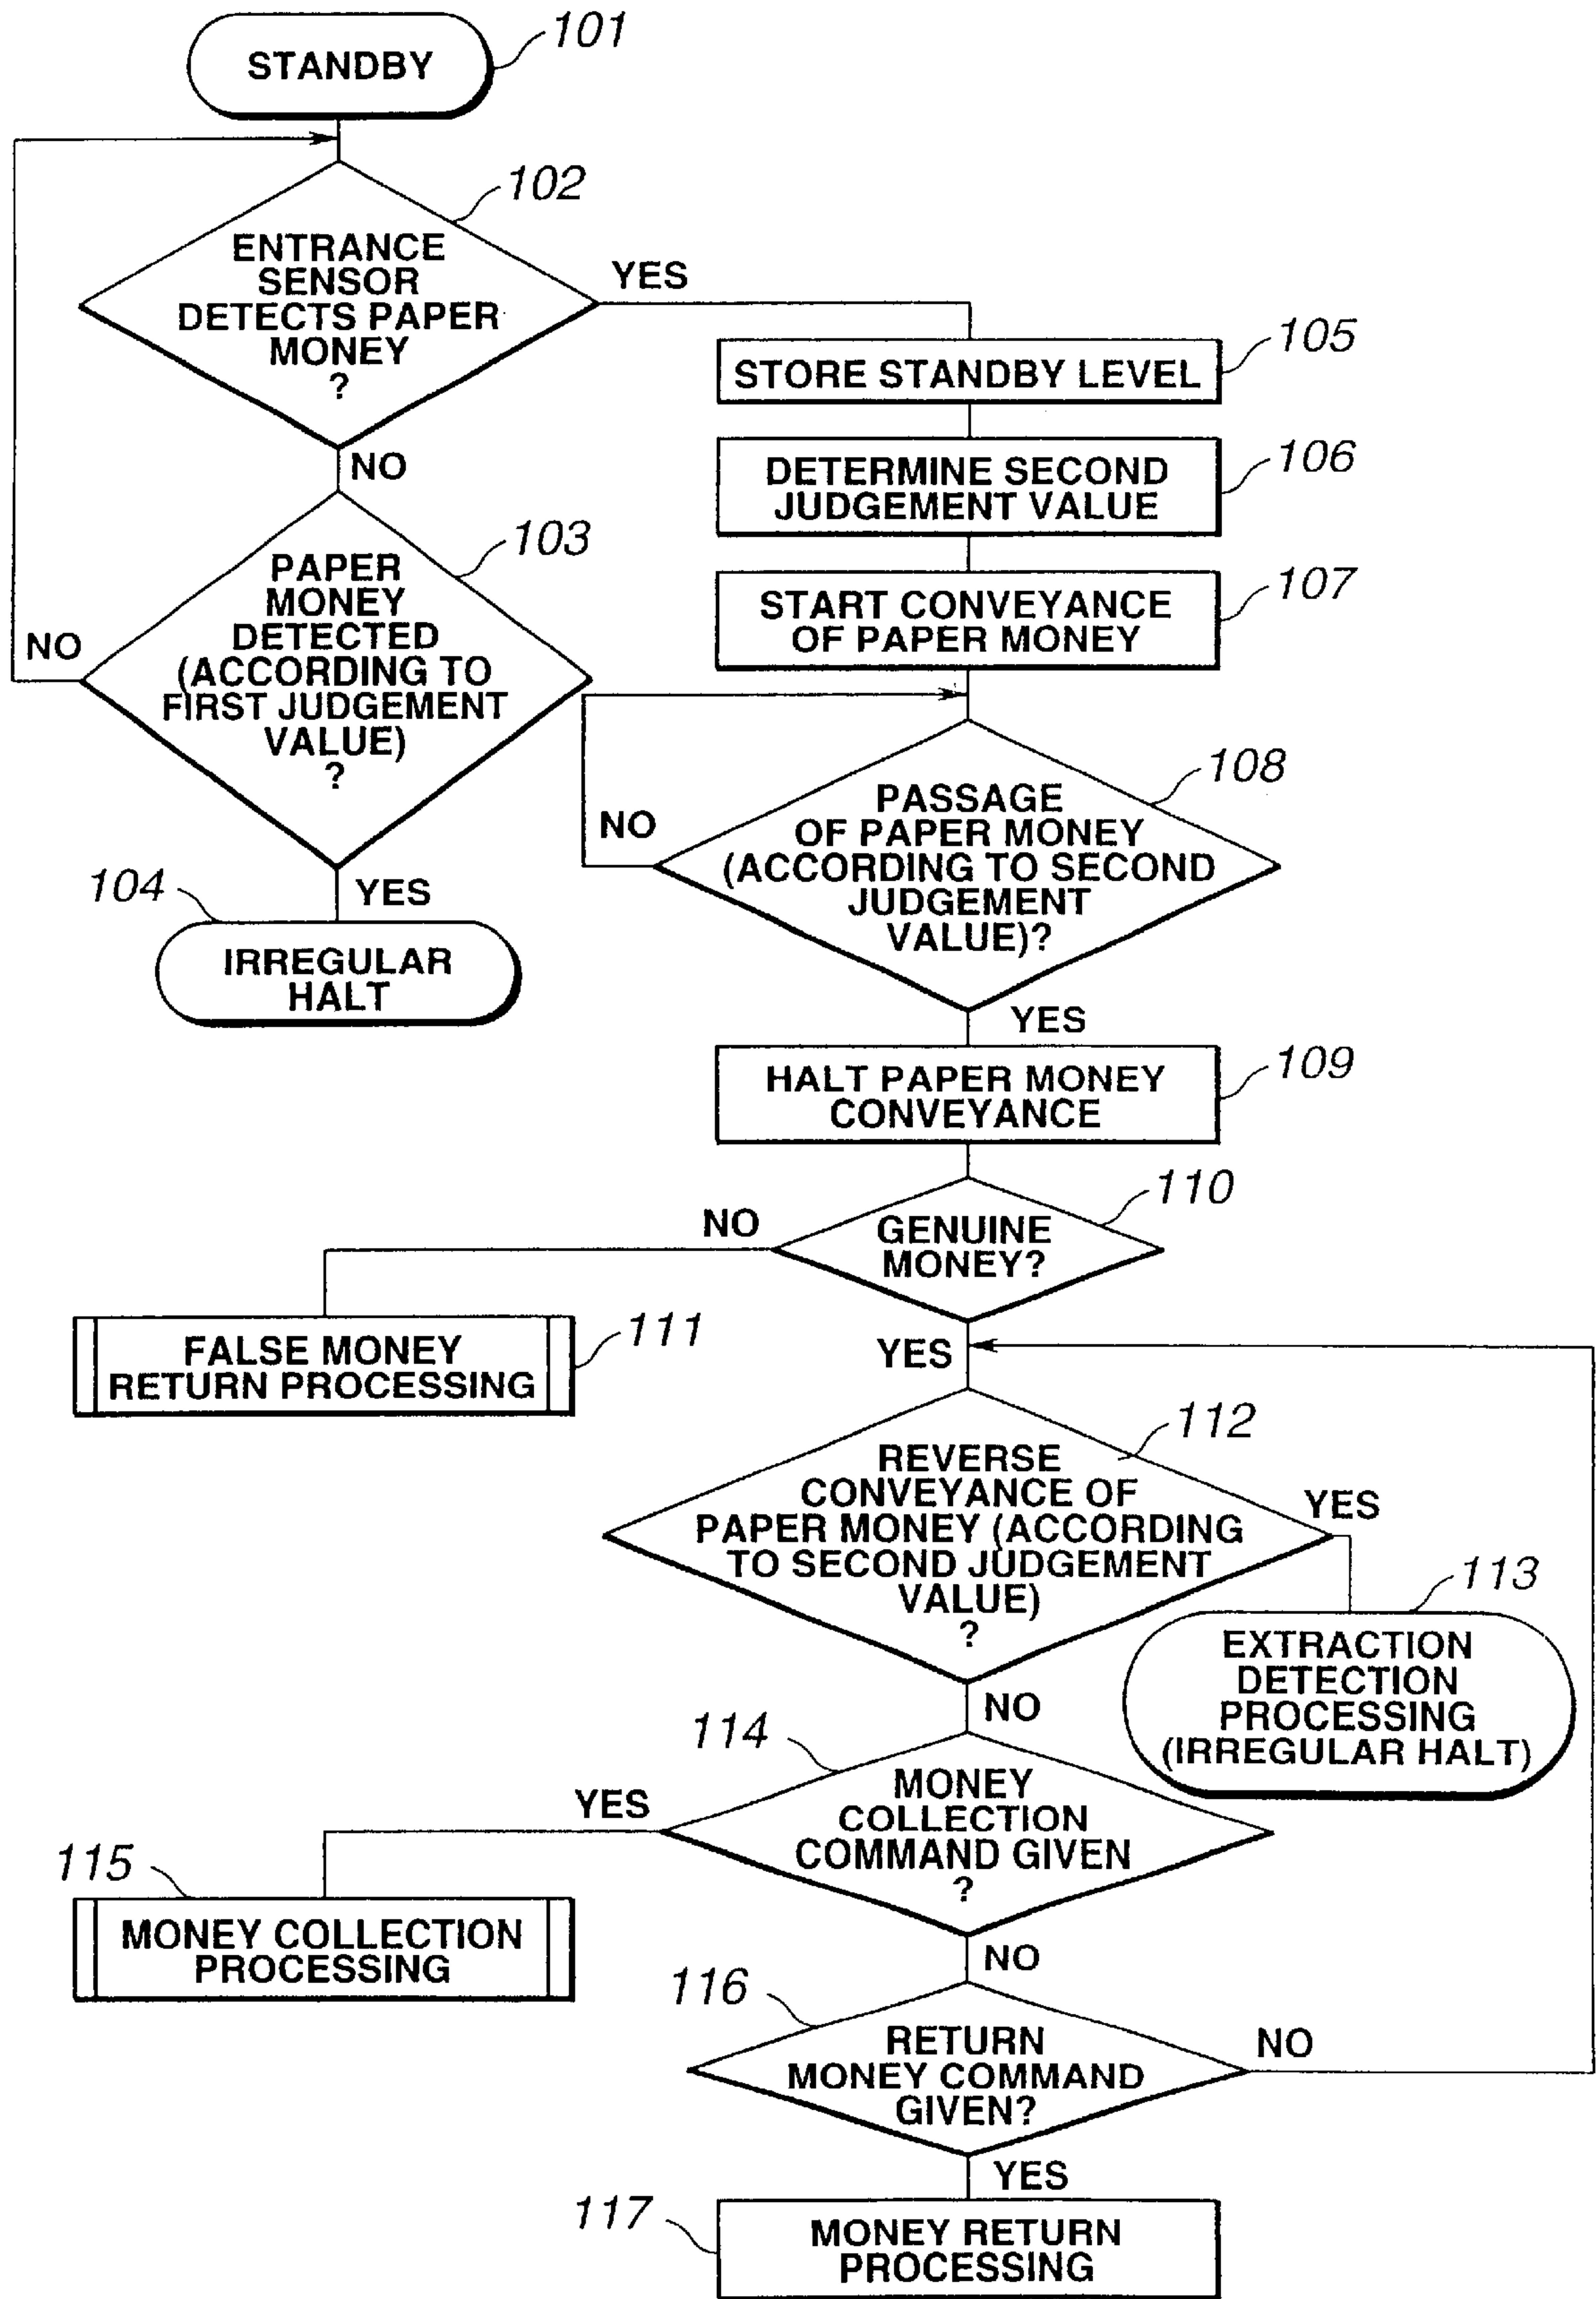 STANDBY
101
102
ENTRANCE
SENSOR
DETECTS PAPER
MONEY
?
YES
NO
103
PAPER
MONEY
DETECTED
(ACCORDING TO
FIRST JUDGEMENT
VALUE)
?
NO
YES
104
IRREGULAR
HALT
STORE STANDBY LEVEL
105
DETERMINE SECOND
JUDGEMENT VALUE
106
START CONVEYANCE
OF PAPER MONEY
107
108
PASSAGE
OF PAPER MONEY
(ACCORDING TO SECOND
JUDGEMENT
VALUE)?
NO
YES
HALT PAPER MONEY
CONVEYANCE
109
110
GENUINE
MONEY?
NO
YES
FALSE MONEY
RETURN PROCESSING
111
112
REVERSE
CONVEYANCE OF
PAPER MONEY (ACCORDING
TO SECOND JUDGEMENT
VALUE)
?
YES
NO
113
EXTRACTION
DETECTION
PROCESSING
(IRREGULAR HALT)
114
MONEY
COLLECTION
COMMAND GIVEN
?
YES
NO
115
MONEY COLLECTION
PROCESSING
116
RETURN
MONEY COMMAND
GIVEN?
NO
YES
117
MONEY RETURN
PROCESSING